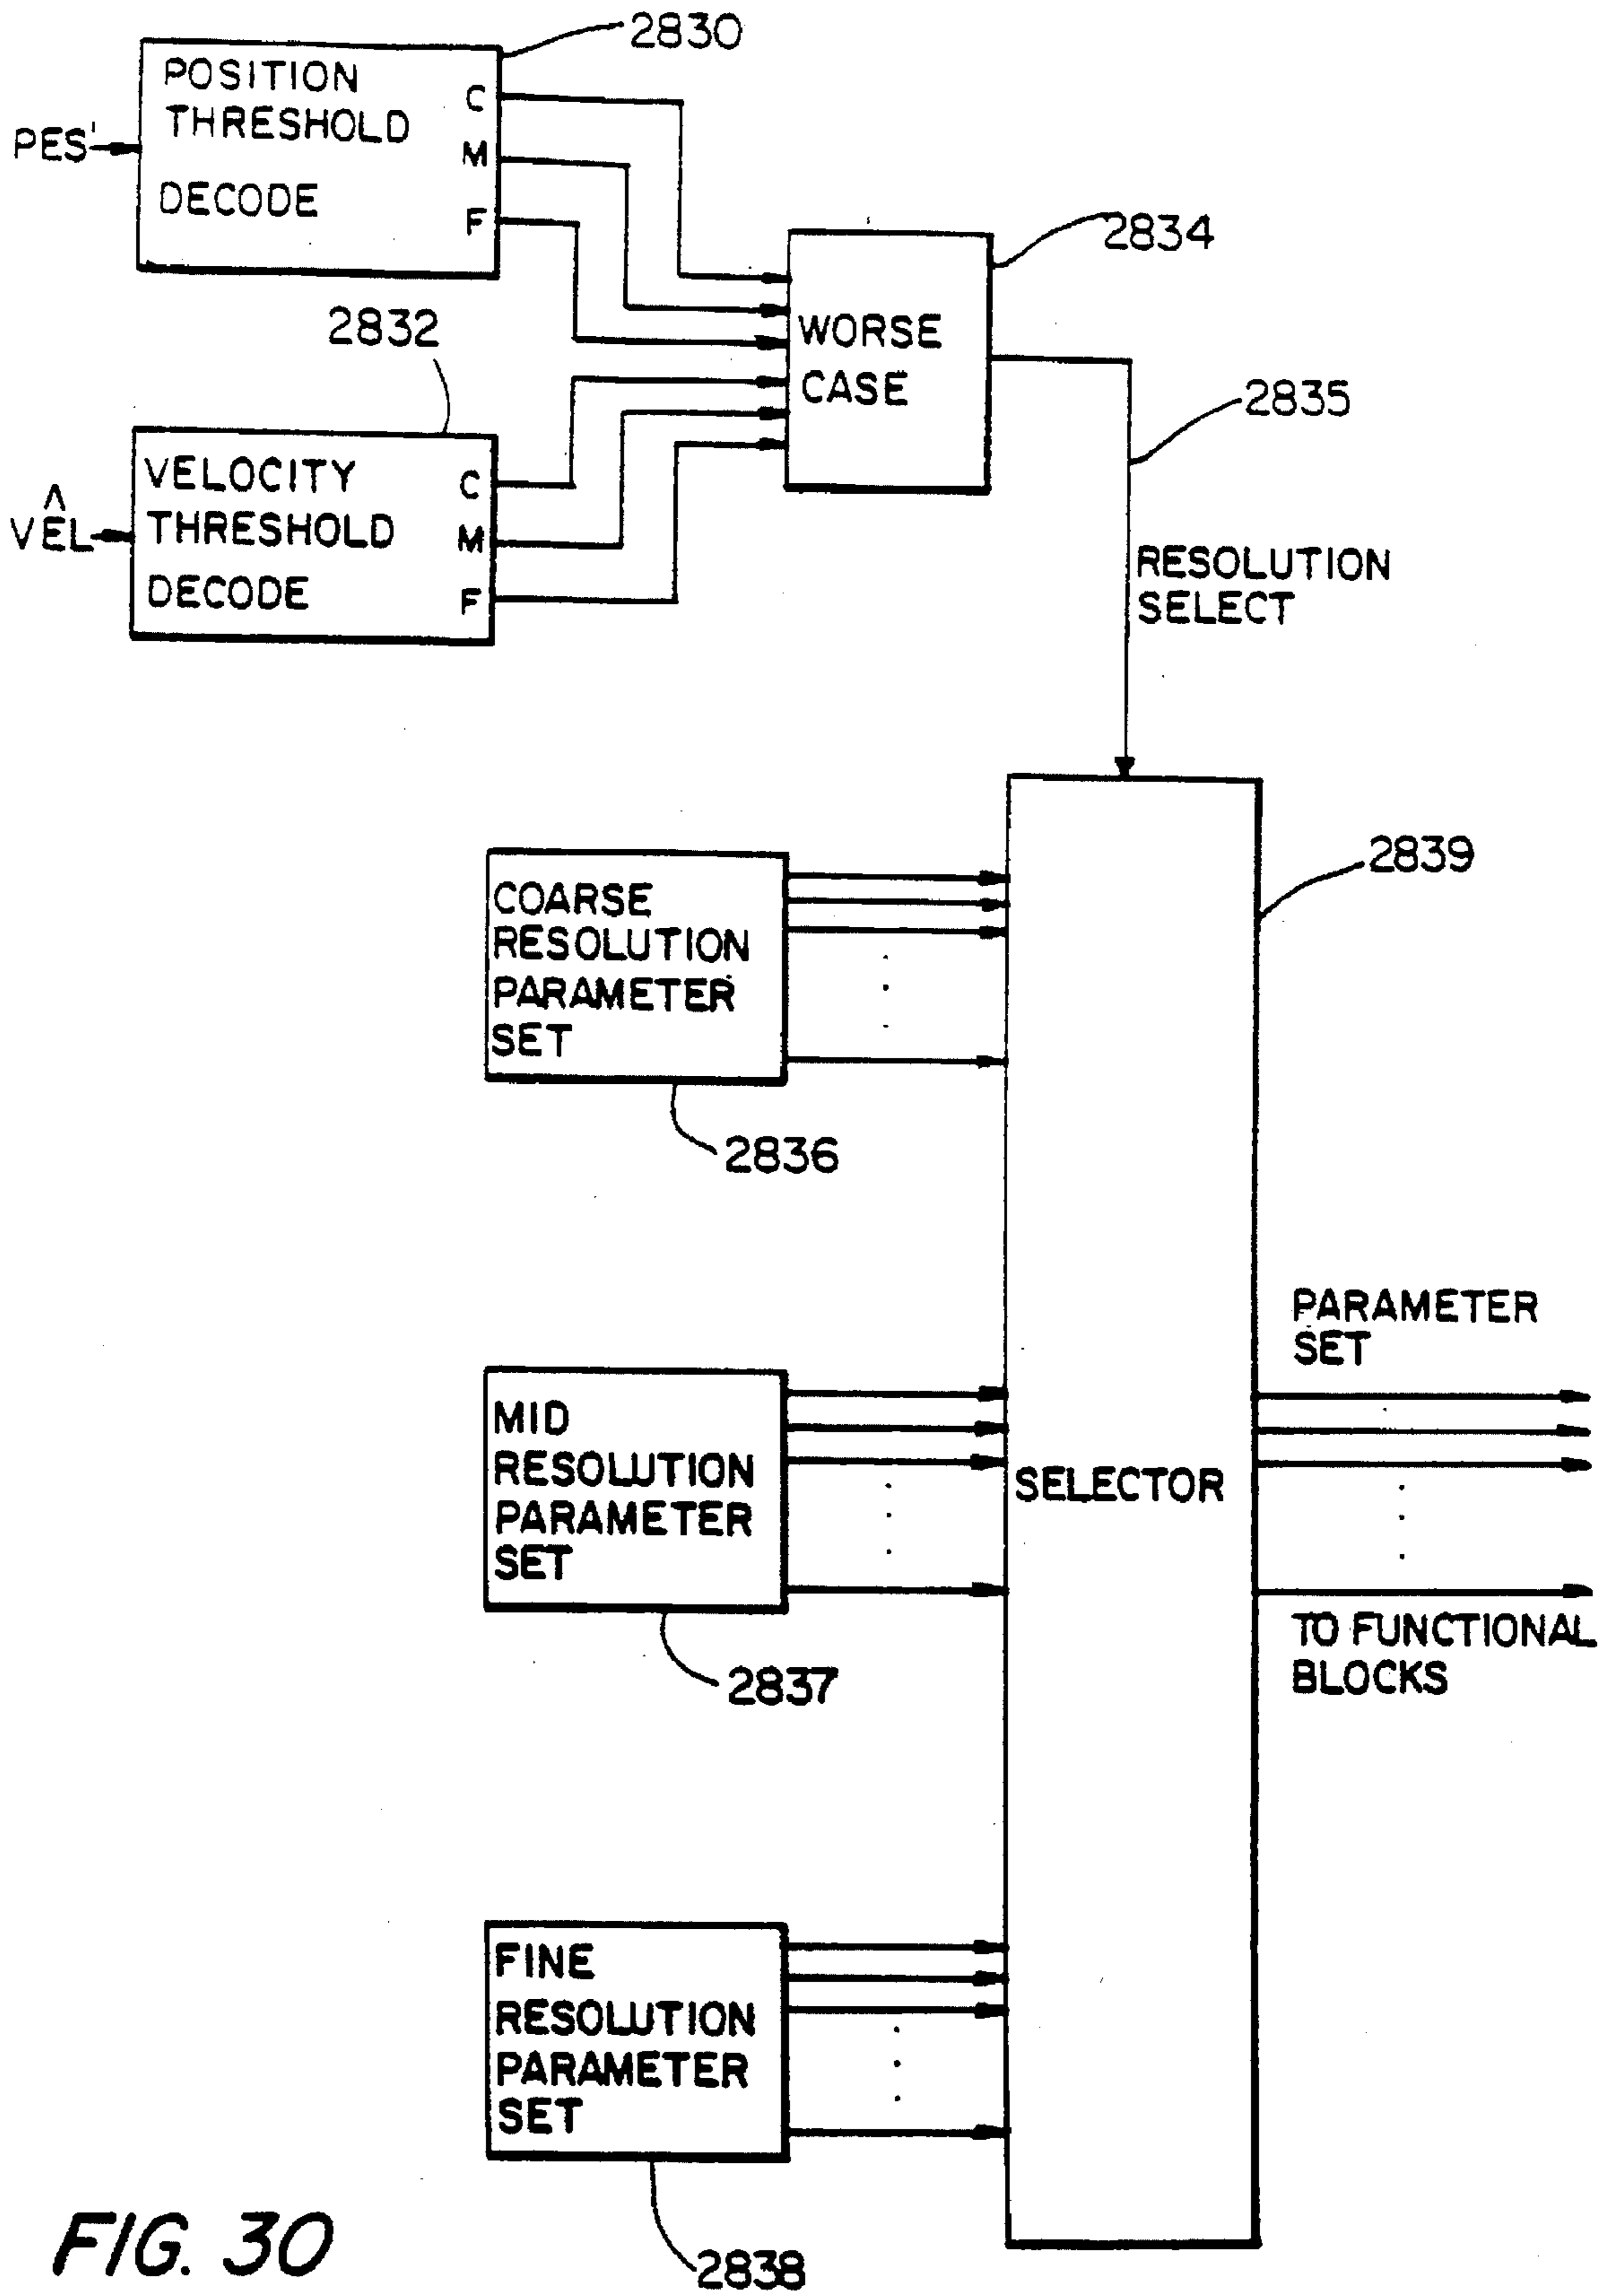 2830
POSITION
THRESHOLD
DECODE
C
M
F
PES'
2834
WORSE
CASE
2832
2835
VELOCITY
THRESHOLD
DECODE
C
M
F
^
VEL
RESOLUTION
SELECT
2839
COARSE
RESOLUTION
PARAMETER
SET
2836
PARAMETER
SET
MID
RESOLUTION
PARAMETER
SET
SELECTOR
2837
TO FUNCTIONAL
BLOCKS
FINE
RESOLUTION
PARAMETER
SET
2838
FIG. 30